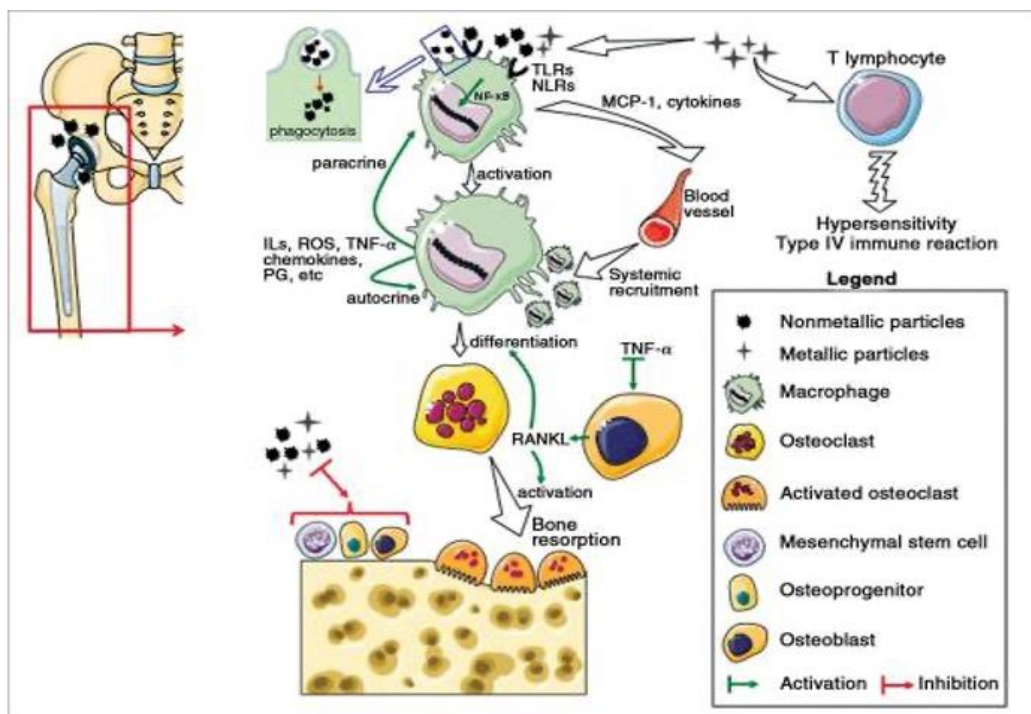 phagocytosis
TLRs
NLRs
NF-κB
MCP-1, cytokines
T lymphocyte
paracrine
activation
Blood
vessel
Hypersensitivity
Type IV immune reaction
ILs, ROS, TNF-α
chemokines,
PG, etc
autocrine
Systemic
recruitment
differentiation
TNF-α
RANKL
activation
Bone
resorption
Legend
Nonmetallic particles
Metallic particles
Macrophage
Osteoclast
Activated osteoclast
Mesenchymal stem cell
Osteoprogenitor
Osteoblast
Activation
Inhibition